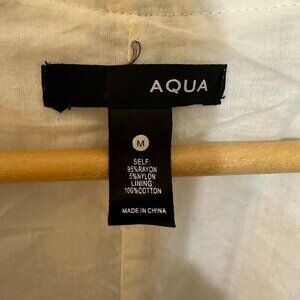 AQUA
M
SELF:
95%RAYON
5%NYLON
LINING
100%COTTON
MADE IN CHINA